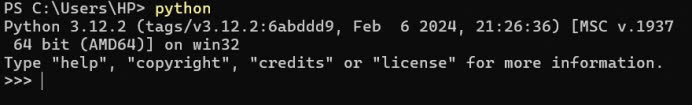 PS C:\Users\HP> python
Python 3.12.2 (tags/v3.12.2:6abddd9, Feb  6 2024, 21:26:36) [MSC v.1937
 64 bit (AMD64)] on win32
Type "help", "copyright", "credits" or "license" for more information.
>>>